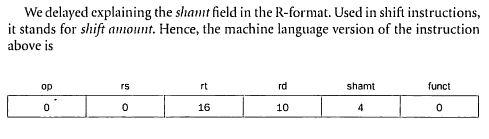 We delayed explaining the shamt field in the R-format. Used in shift instructions,
it stands for shift amount. Hence, the machine language version of the instruction
above is
op rs rt rd shamt funct
0 0 16 10 4 0